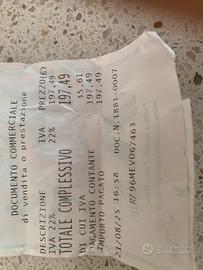 DOCUMENTO COMMERCIALE
di vendita o prestazione
DESCRIZIONE IVA PREZZO(€)
IVA 22% 22% 197,49
TOTALE COMPLESSIVO 197,49
DI CUI IVA 35,61
PAGAMENTO CONTANTE 197,49
IMPORTO PAGATO 197,49
21/08/25 16:58 DOC.N.1881-0007
RT 96MEV067463
Subito